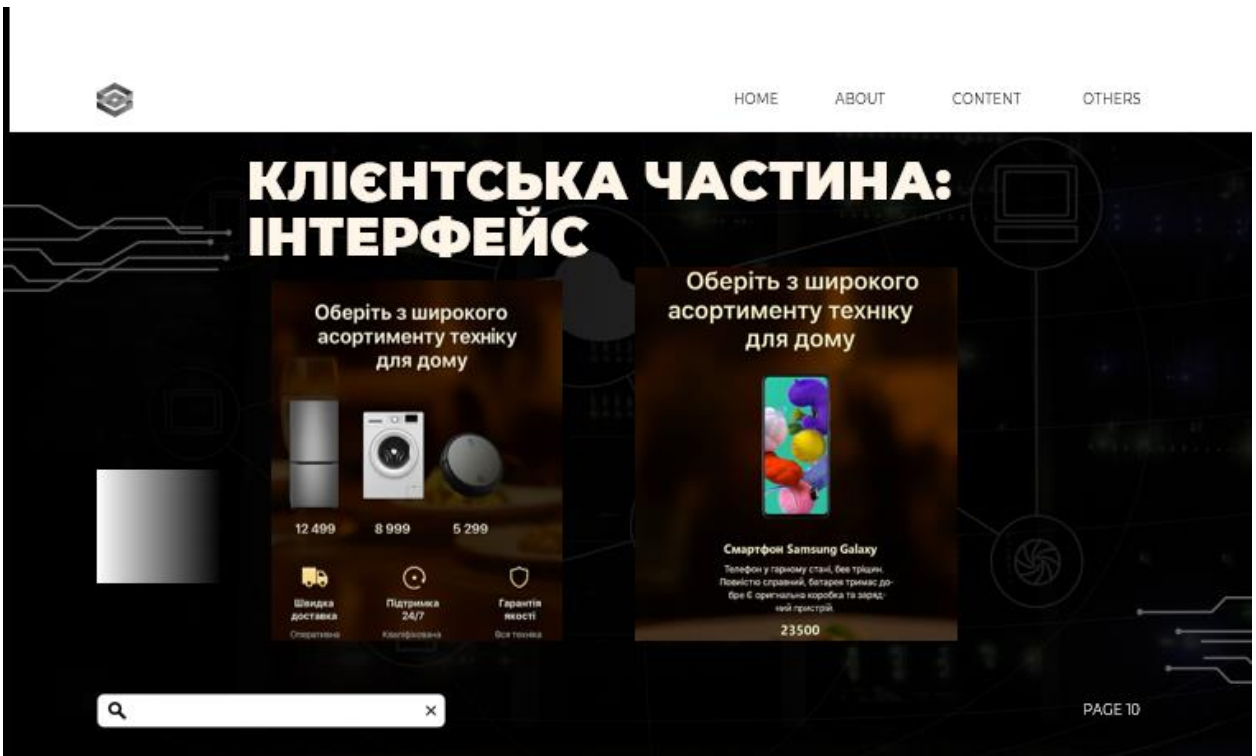 HOME ABOUT CONTENT OTHERS
КЛІЄНТСЬКА ЧАСТИНА:
ІНТЕРФЕЙС
Оберіть з широкого
асортименту техніку
для дому
12 499 8 999 5 299
Швидка
доставка
Оперативна
Підтримка
24/7
Кваліфікована
Гарантія
якості
Вся техніка
Оберіть з широкого
асортименту техніку
для дому
Смартфон Samsung Galaxy
Телефон у гарному стані, без тріщин.
Повністю справний, батарея тримає до-
бре Є оригінальна коробка та заряд-
ний пристрій
23500
PAGE 10